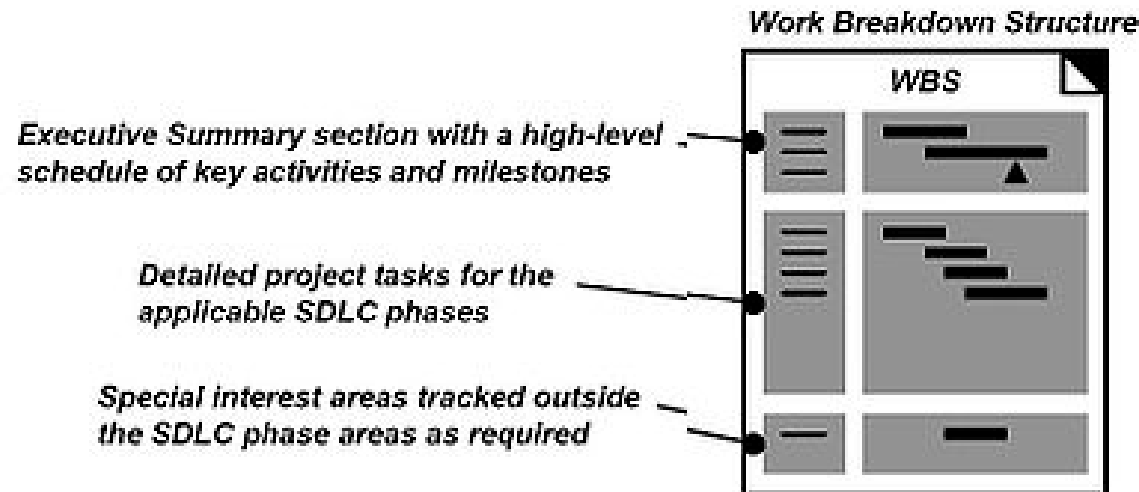 Work Breakdown Structure
WBS
Executive Summary section with a high-level
schedule of key activities and milestones
Detailed project tasks for the
applicable SDLC phases
Special interest areas tracked outside
the SDLC phase areas as required